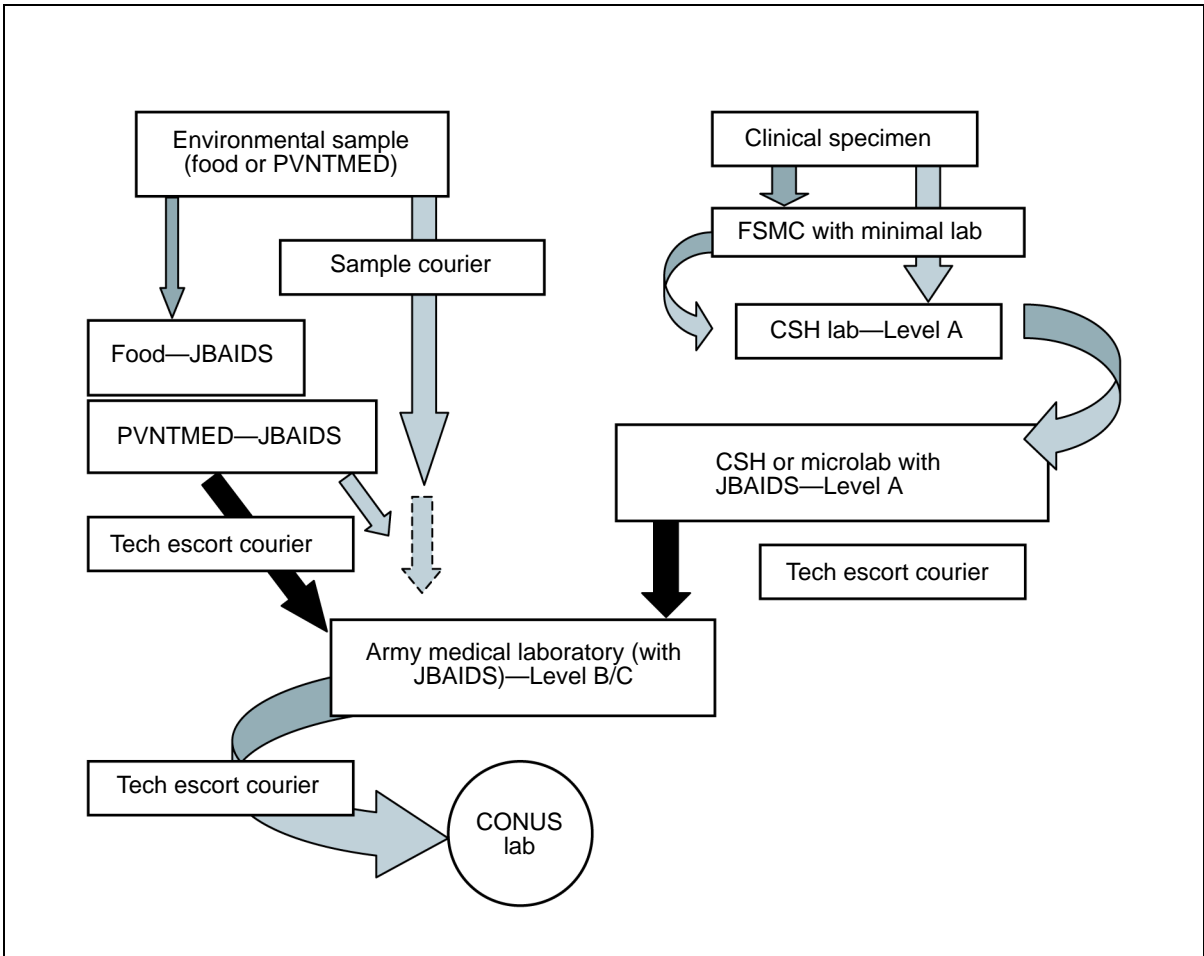 Environmental sample
(food or PVNTMED)
Sample courier
Food—JBAIDS
PVNTMED—JBAIDS
Tech escort courier
Clinical specimen
FSMC with minimal lab
CSH lab—Level A
CSH or microlab with
JBAIDS—Level A
Tech escort courier
Army medical laboratory (with
JBAIDS)—Level B/C
Tech escort courier
CONUS
lab